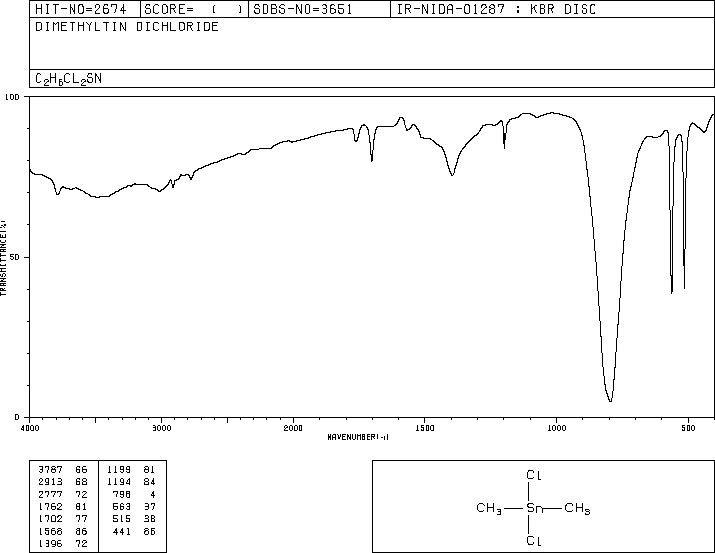 HIT-NO=2674 SCORE= ( ) SDBS-NO=3651 IR-NIDA-01287 : KBR DISC
DIMETHYLTIN DICHLORIDE
C2H6CL2SN
100
50
0
TRANSMITTANCE(%)
4000 3000 2000 1500 1000 500
WAVENUMBER(-1)
3787 66 1199 81
2913 68 1194 84
2777 72 798 4
1762 81 563 37
1702 77 515 38
1568 86 441 86
1396 72
Cl
CH3 Sn CH3
Cl